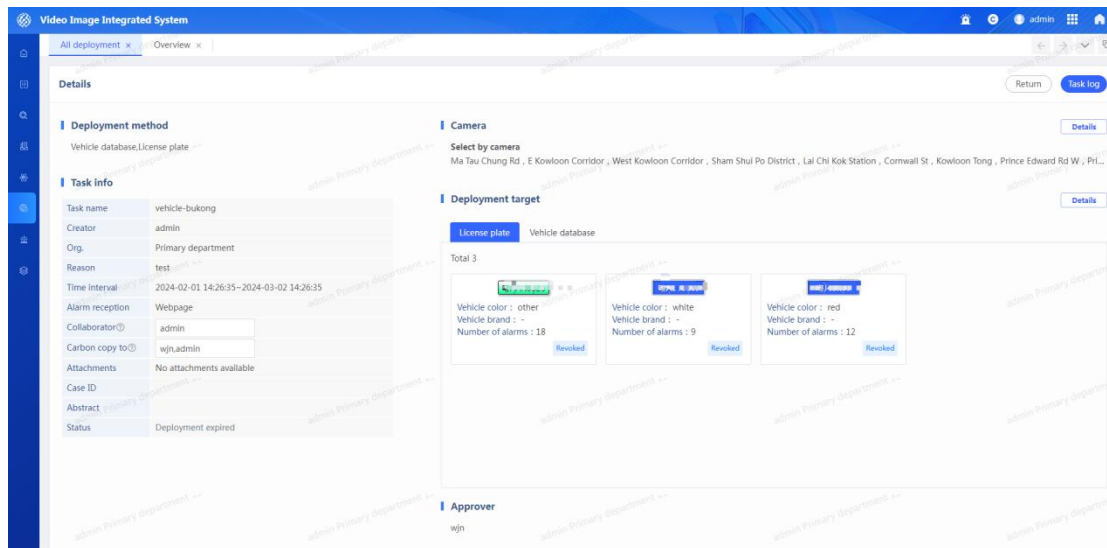 Video Image Integrated System
admin
All deployment ×
Overview ×
Details
Return
Task log
Deployment method
Vehicle database,License plate
Task info
Task name vehicle-bukong
Creator admin
Org. Primary department
Reason test
Time interval 2024-02-01 14:26:35~2024-03-02 14:26:35
Alarm reception Webpage
Collaborator admin
Carbon copy to wjn,admin
Attachments No attachments available
Case ID
Abstract
Status Deployment expired
Camera
Details
Select by camera
Ma Tau Chung Rd , E Kowloon Corridor , West Kowloon Corridor , Sham Shui Po District , Lai Chi Kok Station , Cornwall St , Kowloon Tong , Prince Edward Rd W , Pri...
Deployment target
Details
License plate Vehicle database
Total 3
Vehicle color : other
Vehicle brand : -
Number of alarms : 18
Revoked
Vehicle color : white
Vehicle brand : -
Number of alarms : 9
Revoked
Vehicle color : red
Vehicle brand : -
Number of alarms : 12
Revoked
Approver
wjn
admin Primary department